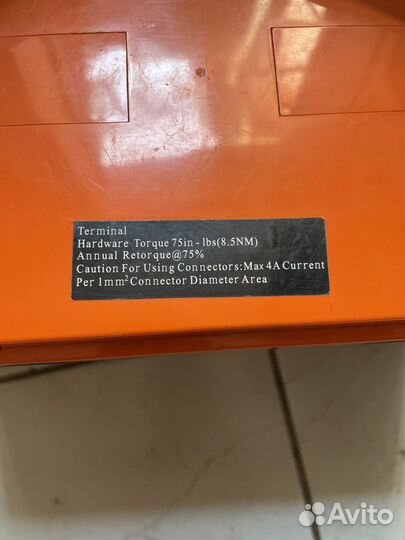 Terminal
Hardware Torque 75in-lbs(8.5NM)
Annual Retorque@75%
Caution For Using Connectors:Max 4A Current
Per 1mm² Connector Diameter Area
Avito